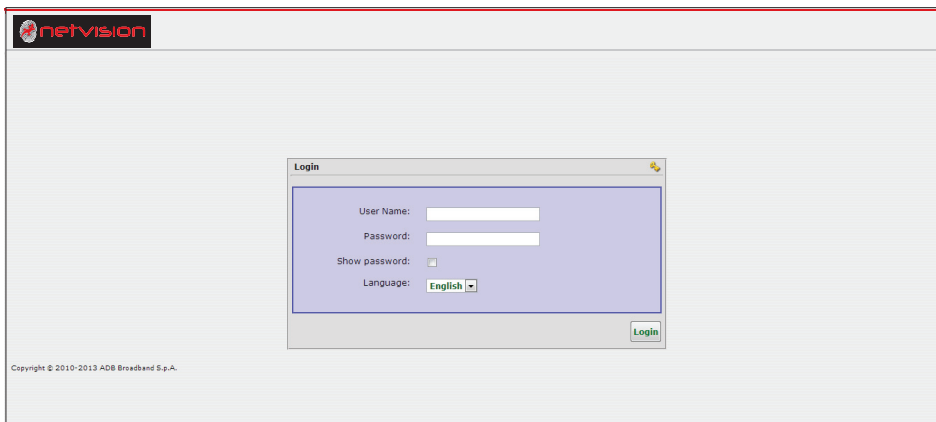 netvision
Login
User Name:
Password:
Show password:
Language: English
Login
Copyright © 2010-2013 ADB Broadband S.p.A.